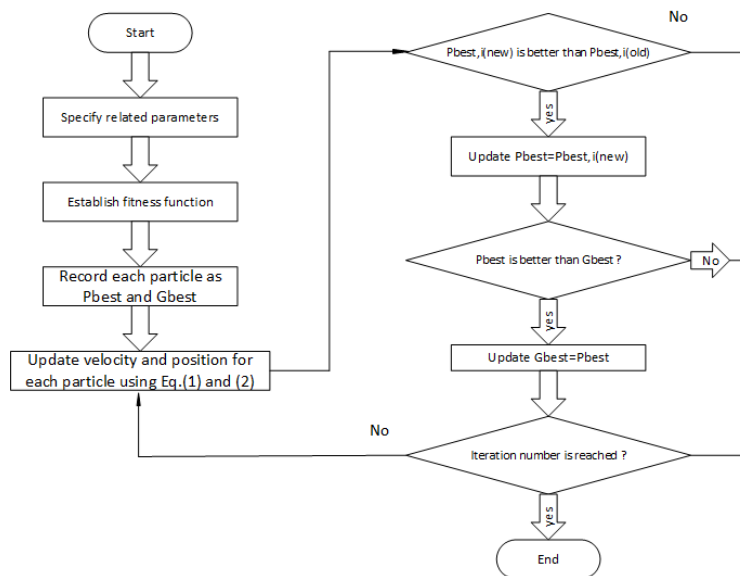 Start
Specify related parameters
Establish fitness function
Record each particle as
Pbest and Gbest
Update velocity and position for
each particle using Eq.(1) and (2)
No
Pbest,i(new) is better than Pbest,i(old)
yes
Update Pbest=Pbest,i(new)
Pbest is better than Gbest ?
No
yes
Update Gbest=Pbest
No
Iteration number is reached ?
yes
End